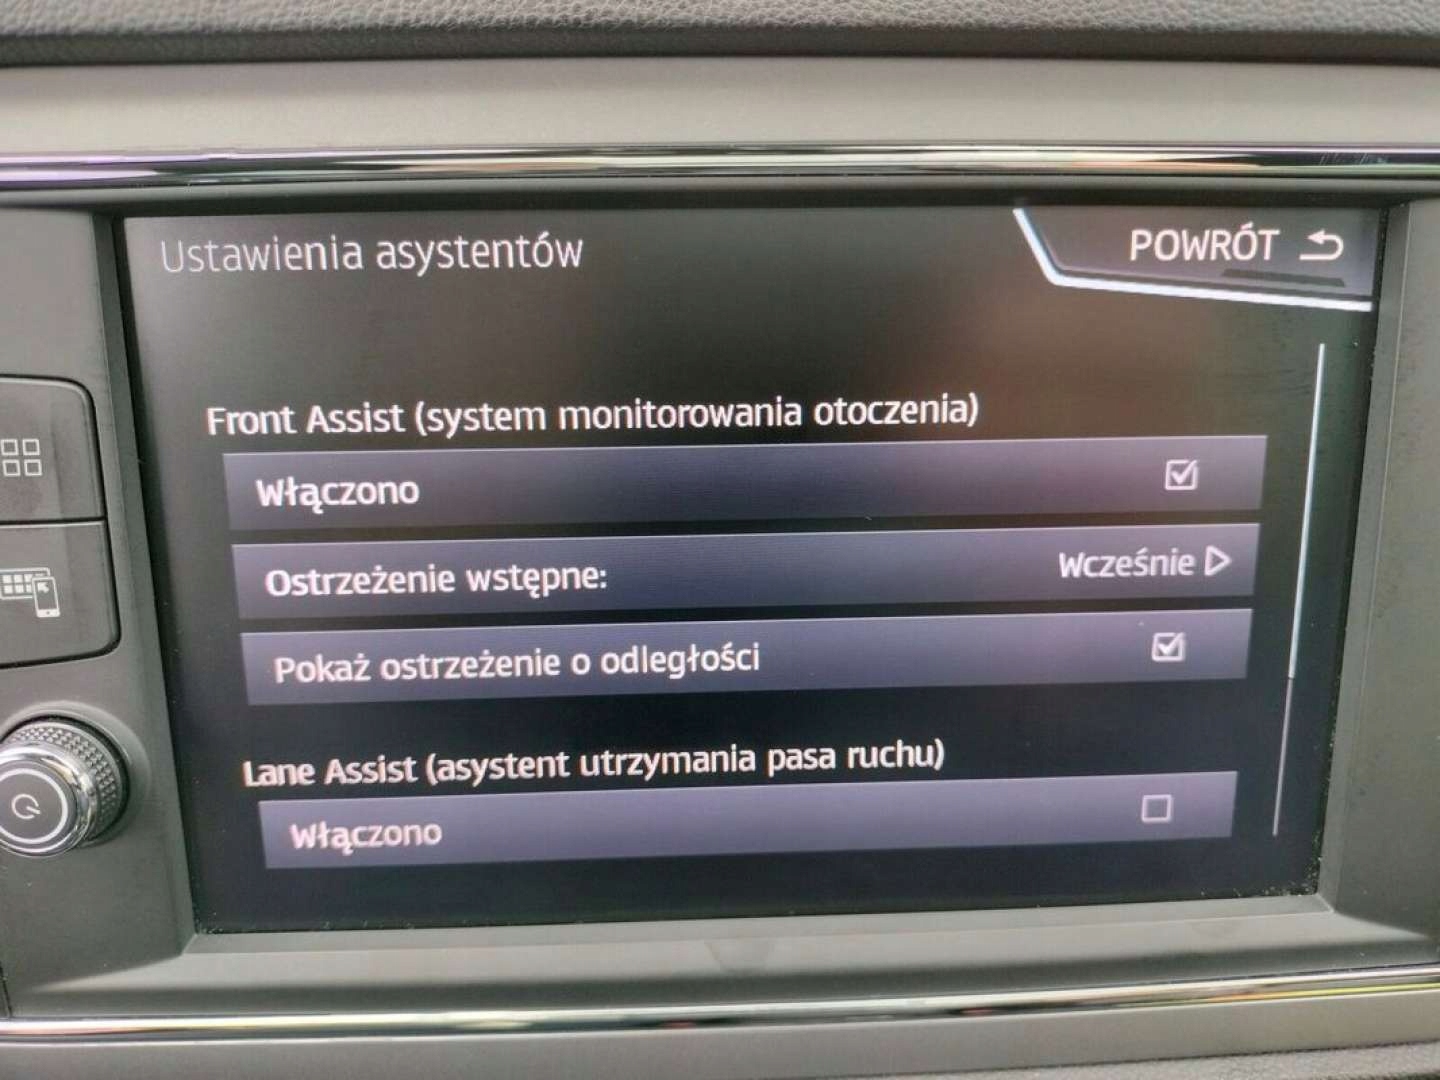 Ustawienia asystentów
POWRÓT
Front Assist (system monitorowania otoczenia)
Włączono
Ostrzeżenie wstępne: Wcześnie
Pokaż ostrzeżenie o odległości
Lane Assist (asystent utrzymania pasa ruchu)
Włączono